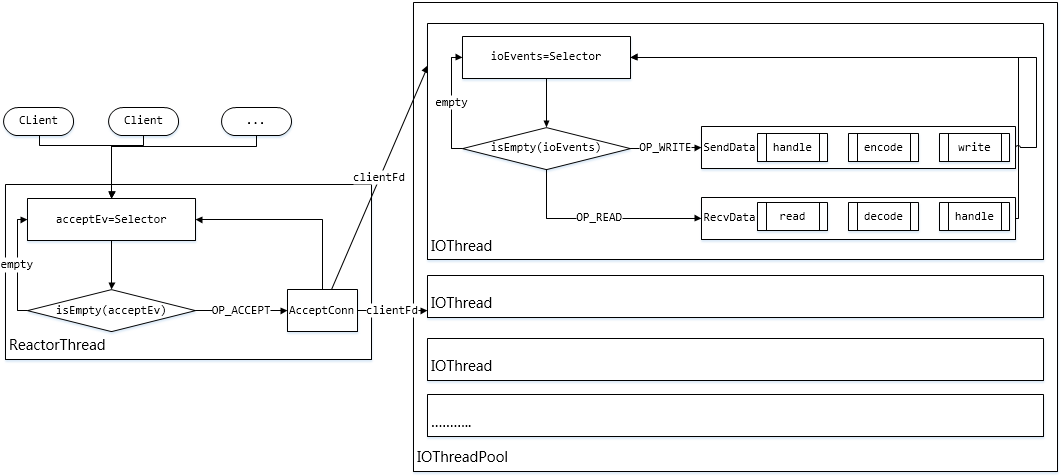 CLient
Client
...
acceptEv=Selector
empty
isEmpty(acceptEv)
OP_ACCEPT
AcceptConn
ReactorThread
clientFd
clientFd
ioEvents=Selector
empty
isEmpty(ioEvents)
OP_WRITE
SendData
handle
encode
write
OP_READ
RecvData
read
decode
handle
IOThread
IOThread
IOThread
...........
IOThreadPool